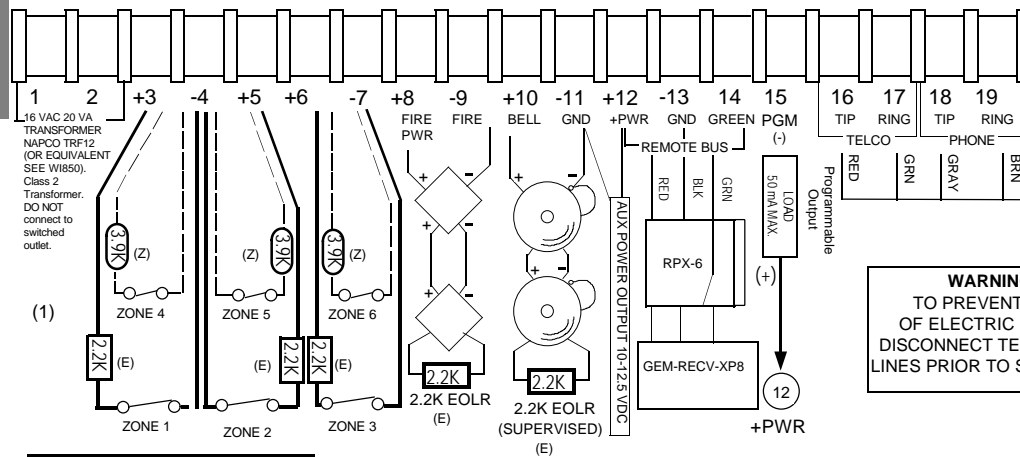 1 2 +3 -4 +5 +6 -7 +8 -9 +10 -11 +12 -13 14 15 16 17 18 19
FIRE PWR
FIRE
BELL
GND
+PWR
GND
GREEN
PGM
(-)
TIP
RING
TIP
RING
TELCO
PHONE
REMOTE BUS
16 VAC 20 VA
TRANSFORMER
NAPCO TRF12
(OR EQUIVALENT
SEE WI850).
Class 2
Transformer.
DO NOT
connect to
switched
outlet.
(1)
3.9K
(Z)
3.9K
(Z)
3.9K
(Z)
ZONE 4
ZONE 5
ZONE 6
2.2K
(E)
2.2K
(E)
2.2K
(E)
ZONE 1
ZONE 2
ZONE 3
+ -
+ -
+ -
2.2K
2.2K EOLR
(E)
+ -
+ -
2.2K
2.2K EOLR
(SUPERVISED)
(E)
AUX POWER OUTPUT 10-12.5 VDC
RED
BLK
GRN
RPX-6
GEM-RECV-XP8
LOAD
50 mA MAX.
(+)
12
+PWR
Programmable
Output
RED
GRN
GRAY
BRN
WARNIN
TO PREVENT
OF ELECTRIC
DISCONNECT TE
LINES PRIOR TO S